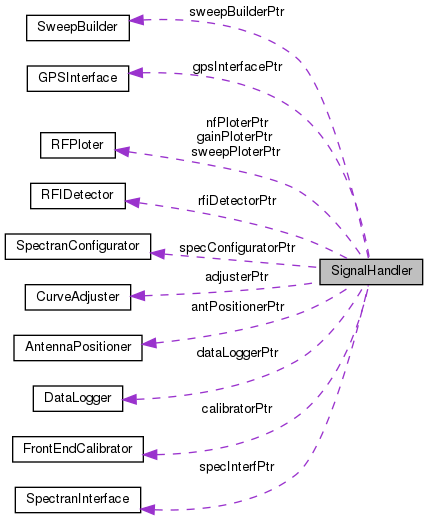 sweepBuilderPtr
SweepBuilder
gpsInterfacePtr
GPSInterface
nfPloterPtr
gainPloterPtr
sweepPloterPtr
RFPloter
RFIDetector
rfiDetectorPtr
SpectranConfigurator
specConfiguratorPtr
SignalHandler
adjusterPtr
CurveAdjuster
antPositionerPtr
AntennaPositioner
dataLoggerPtr
DataLogger
calibratorPtr
FrontEndCalibrator
specInterfPtr
SpectranInterface